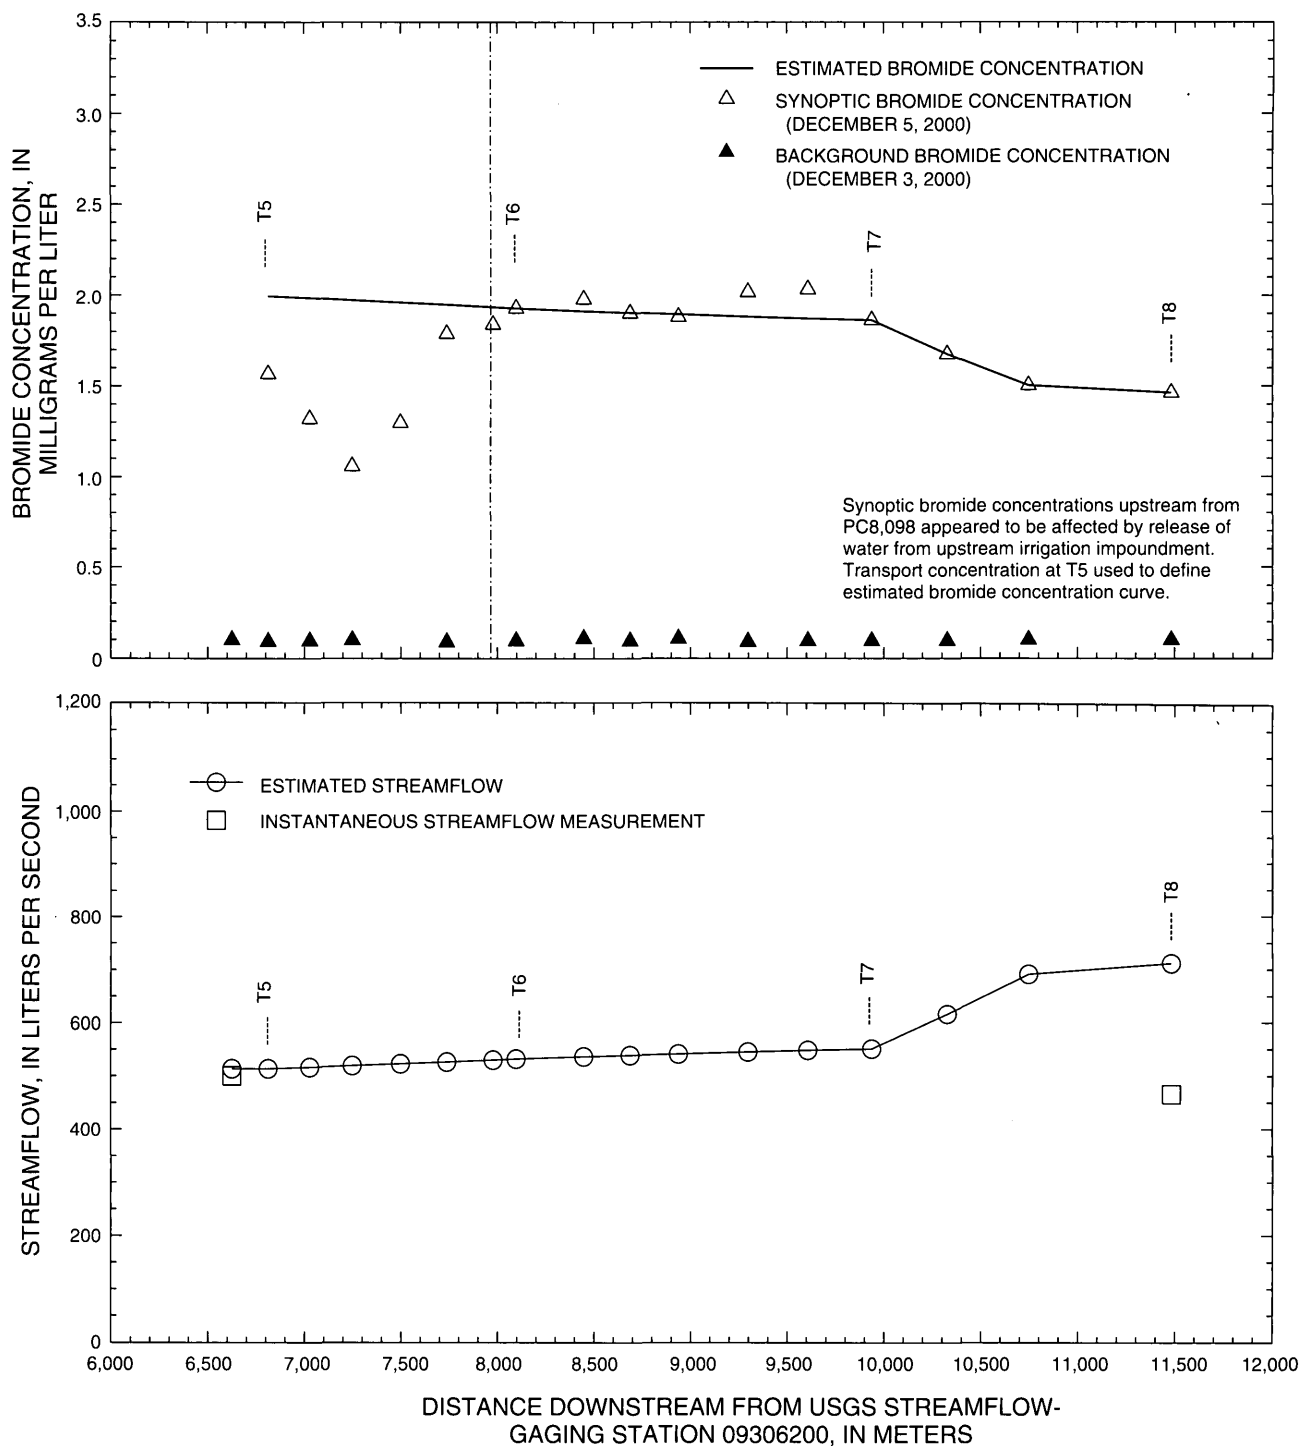 3.5
3.0
2.5
2.0
1.5
1.0
0.5
0
BROMIDE CONCENTRATION, IN
MILLIGRAMS PER LITER
ESTIMATED BROMIDE CONCENTRATION
SYNOPTIC BROMIDE CONCENTRATION
(DECEMBER 5, 2000)
BACKGROUND BROMIDE CONCENTRATION
(DECEMBER 3, 2000)
T5
T6
T7
T8
Synoptic bromide concentrations upstream from
PC8,098 appeared to be affected by release of
water from upstream irrigation impoundment.
Transport concentration at T5 used to define
estimated bromide concentration curve.
1,200
1,000
800
600
400
200
0
STREAMFLOW, IN LITERS PER SECOND
ESTIMATED STREAMFLOW
INSTANTANEOUS STREAMFLOW MEASUREMENT
T5
T6
T7
T8
6,000 6,500 7,000 7,500 8,000 8,500 9,000 9,500 10,000 10,500 11,000 11,500 12,000
DISTANCE DOWNSTREAM FROM USGS STREAMFLOW-
GAGING STATION 09306200, IN METERS